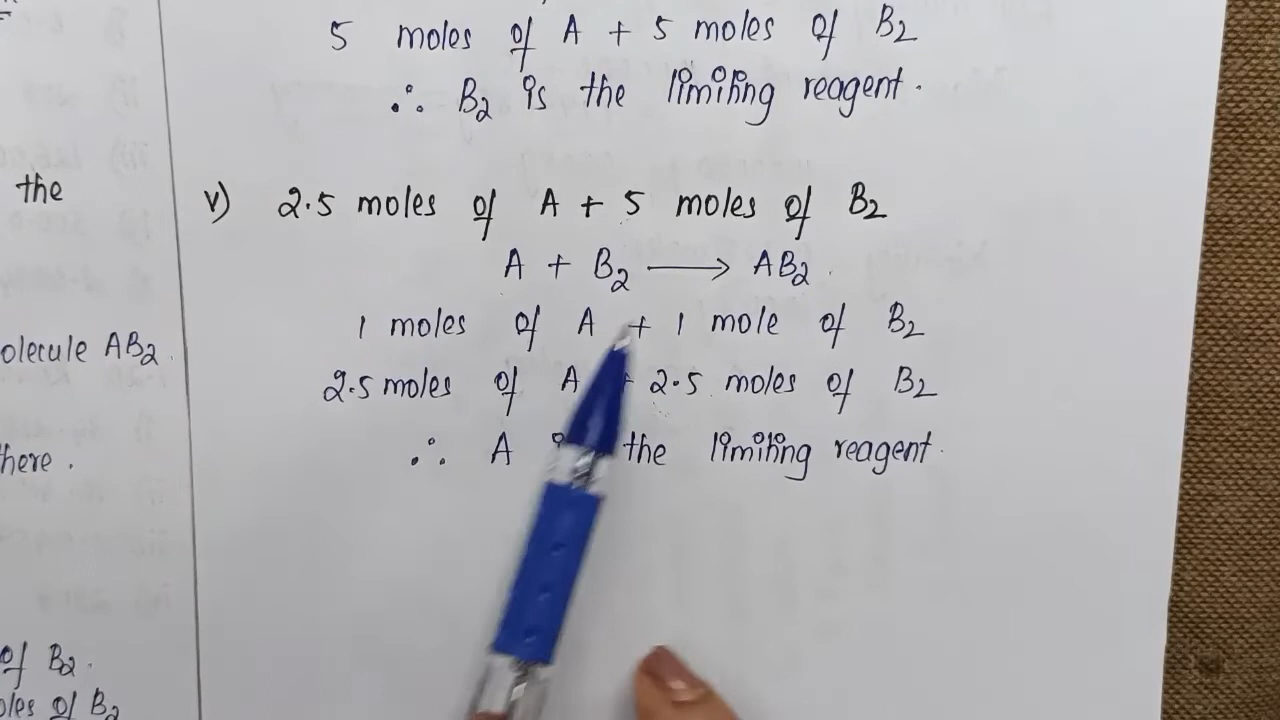 5 moles of A + 5 moles of B2
∴ B2 is the limiting reagent.
the
v) 2.5 moles of A + 5 moles of B2
A + B2 ⟶ AB2.
1 moles of A + 1 mole of B2
olecule AB2.
2.5 moles of A + 2.5 moles of B2
∴ A the limiting reagent.
here.
of B2.
oles of B2